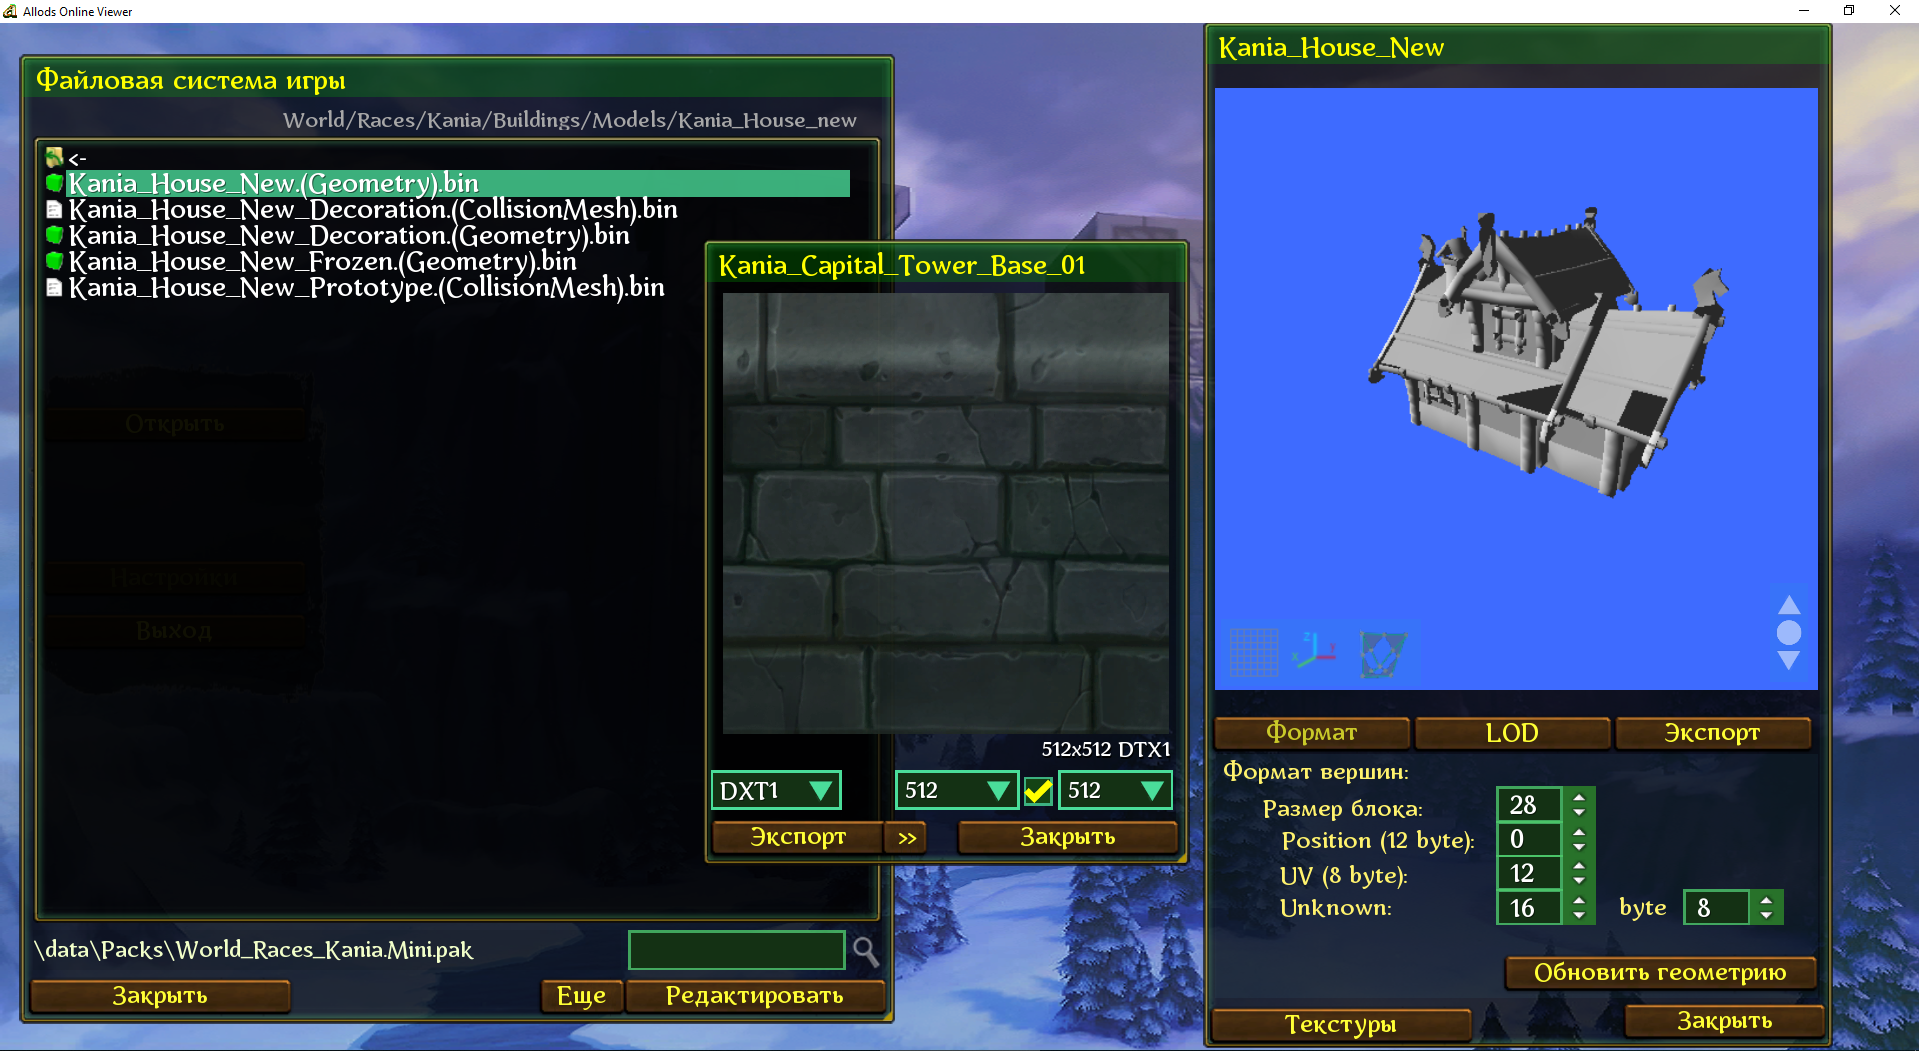 Allods Online Viewer
Файловая система игры
World/Races/Kania/Buildings/Models/Kania_House_new
<-
Kania_House_New.(Geometry).bin
Kania_House_New_Decoration.(CollisionMesh).bin
Kania_House_New_Decoration.(Geometry).bin
Kania_House_New_Frozen.(Geometry).bin
Kania_House_New_Prototype.(CollisionMesh).bin
Открыть
Настройки
Выход
\data\Packs\World_Races_Kania.Mini.pak
Закрыть
Еще
Редактировать
Kania_Capital_Tower_Base_01
512x512 DTX1
DXT1
512
512
Экспорт
>>
Закрыть
Kania_House_New
Z
X
Y
Формат
LOD
Экспорт
Формат вершин:
Размер блока: 28
Position (12 byte): 0
UV (8 byte): 12
Unknown: 16 byte 8
Обновить геометрию
Текстуры
Закрыть